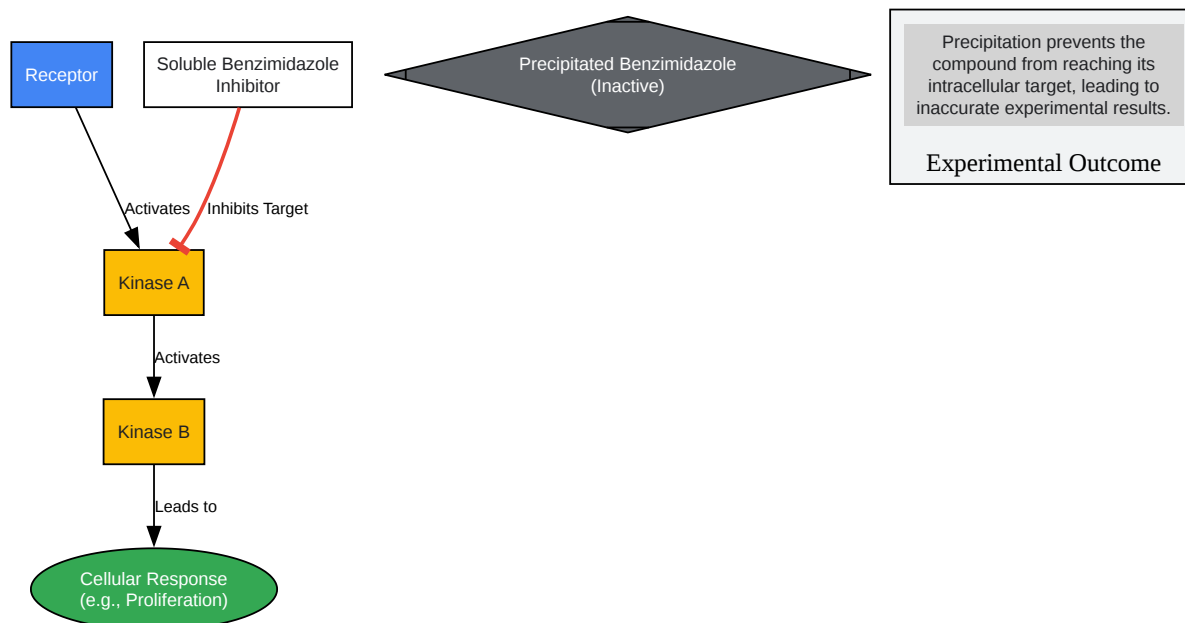 Receptor
Soluble Benzimidazole
Inhibitor
Precipitated Benzimidazole
(Inactive)
Precipitation prevents the
compound from reaching its
intracellular target, leading to
inaccurate experimental results.
Experimental Outcome
Activates
Inhibits Target
Kinase A
Activates
Kinase B
Leads to
Cellular Response
(e.g., Proliferation)